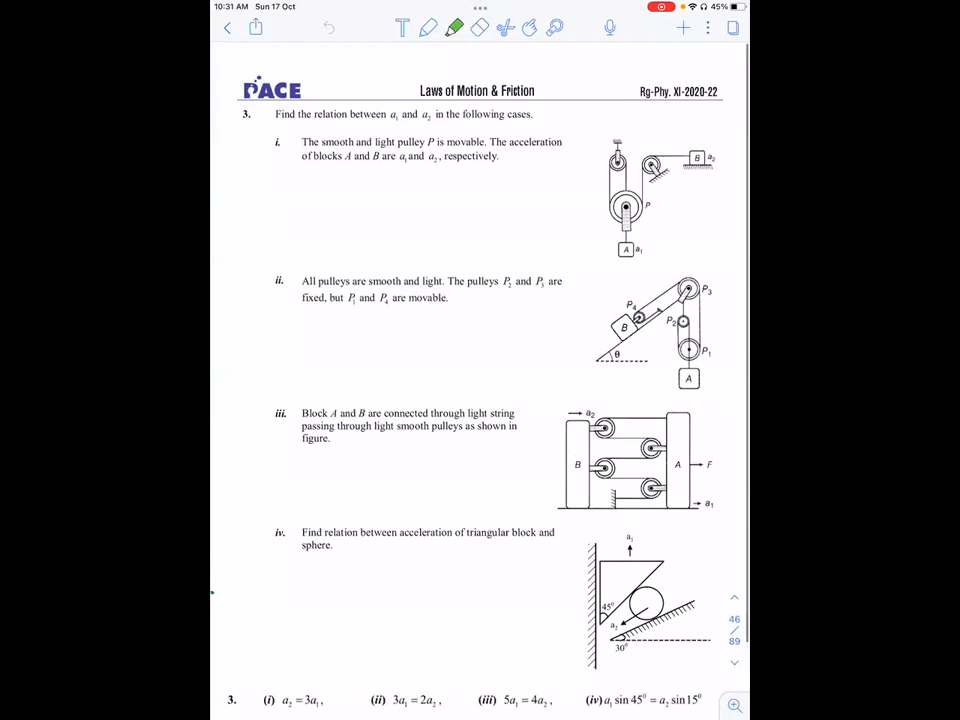 10:31 AM Sun 17 Oct
45%
PACE
Laws of Motion & Friction
Rg-Phy. XI-2020-22
3. Find the relation between a₁ and a₂ in the following cases.
i. The smooth and light pulley P is movable. The acceleration
of blocks A and B are a₁ and a₂, respectively.
B a₂
P
A a₁
ii. All pulleys are smooth and light. The pulleys P₂ and P₃ are
fixed, but P₁ and P₄ are movable.
P₃
P₄
B
P₂
θ
P₁
A
iii. Block A and B are connected through light string
passing through light smooth pulleys as shown in
figure.
a₂
B
A
F
a₁
iv. Find relation between acceleration of triangular block and
sphere.
a₁
45⁰
a₂
30⁰
46
/
89
3. (i) a₂ = 3a₁, (ii) 3a₁ = 2a₂, (iii) 5a₁ = 4a₂, (iv) a₁ sin 45⁰ = a₂ sin 15⁰